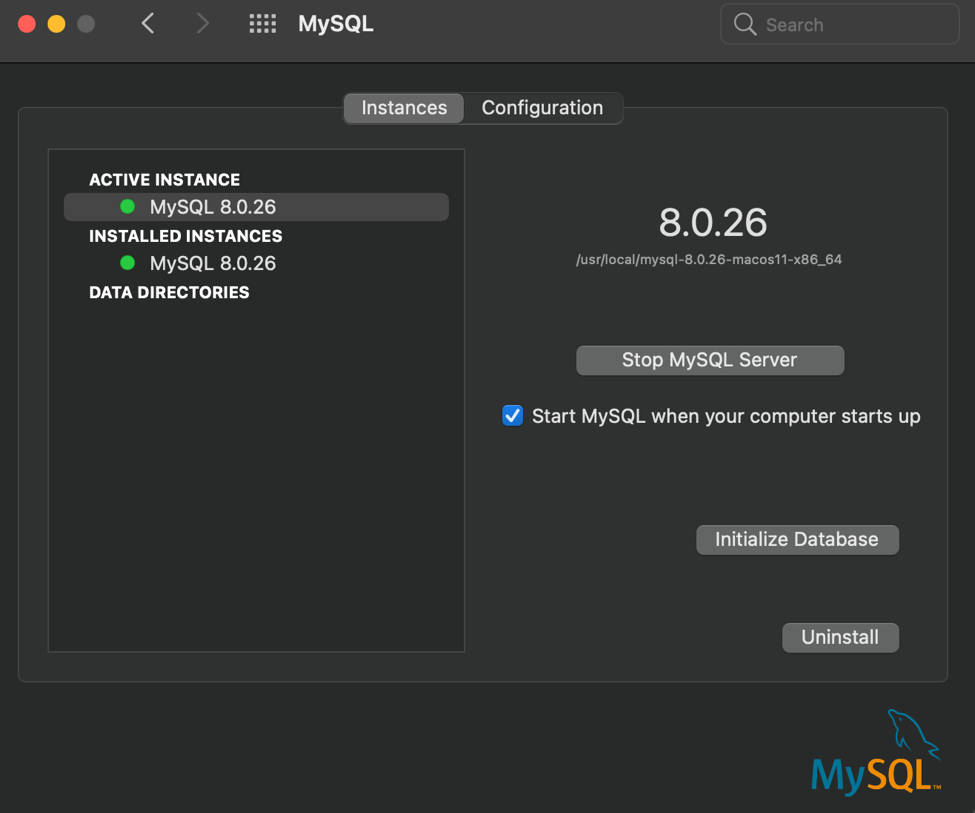 MySQL
Search
Instances
Configuration
ACTIVE INSTANCE
MySQL 8.0.26
INSTALLED INSTANCES
MySQL 8.0.26
DATA DIRECTORIES
8.0.26
/usr/local/mysql-8.0.26-macos11-x86_64
Stop MySQL Server
Start MySQL when your computer starts up
Initialize Database
Uninstall
MySQL™